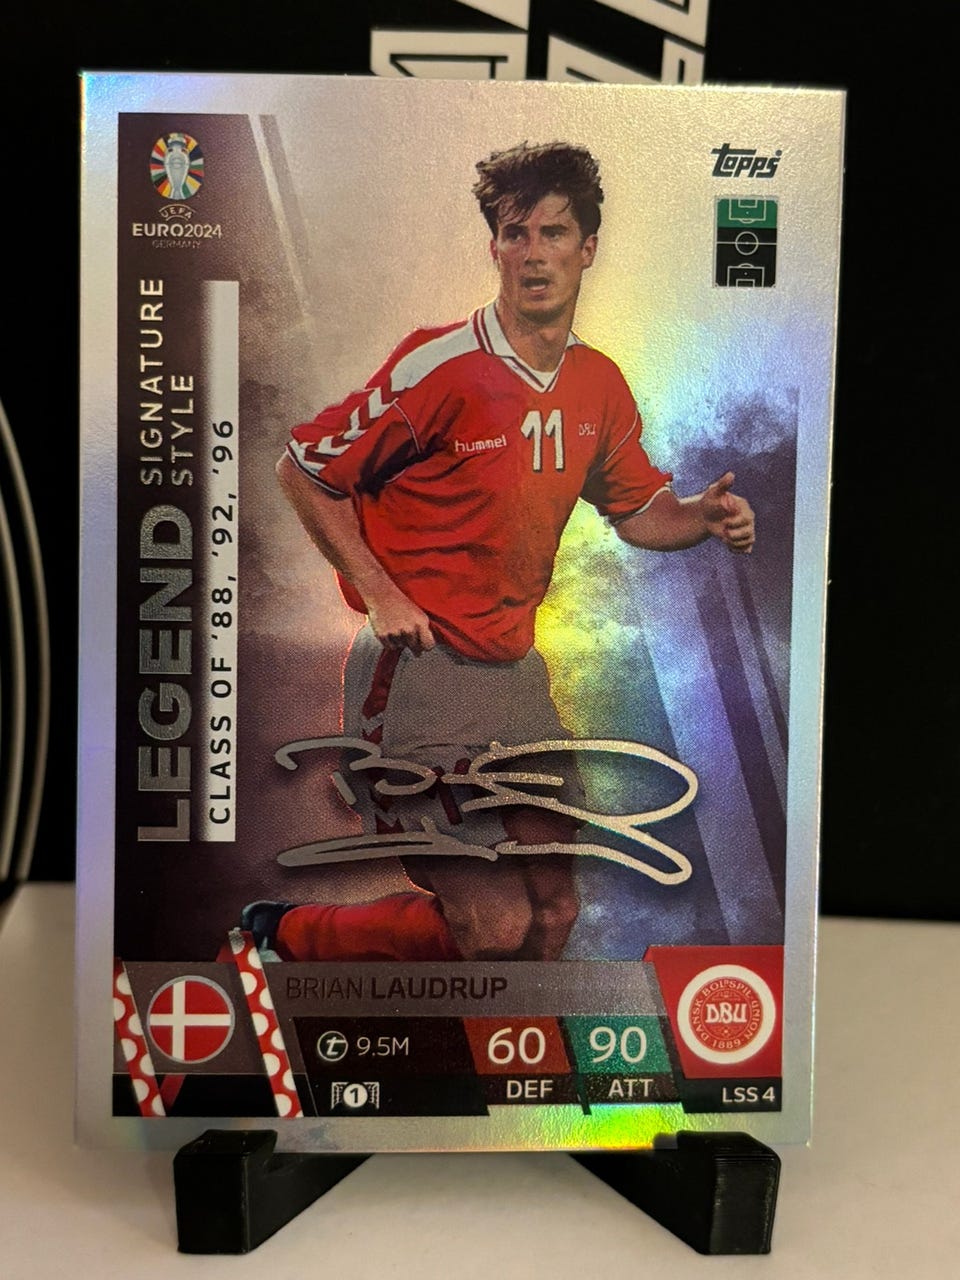 topps
UEFA
EURO2024
GERMANY
LEGEND SIGNATURE STYLE
CLASS OF '88, '92, '96
hummel
11
DBU
BRIAN LAUDRUP
9.5M
1
60
DEF
90
ATT
DANSK BOLDSPIL UNION
DBU
1889
LSS 4